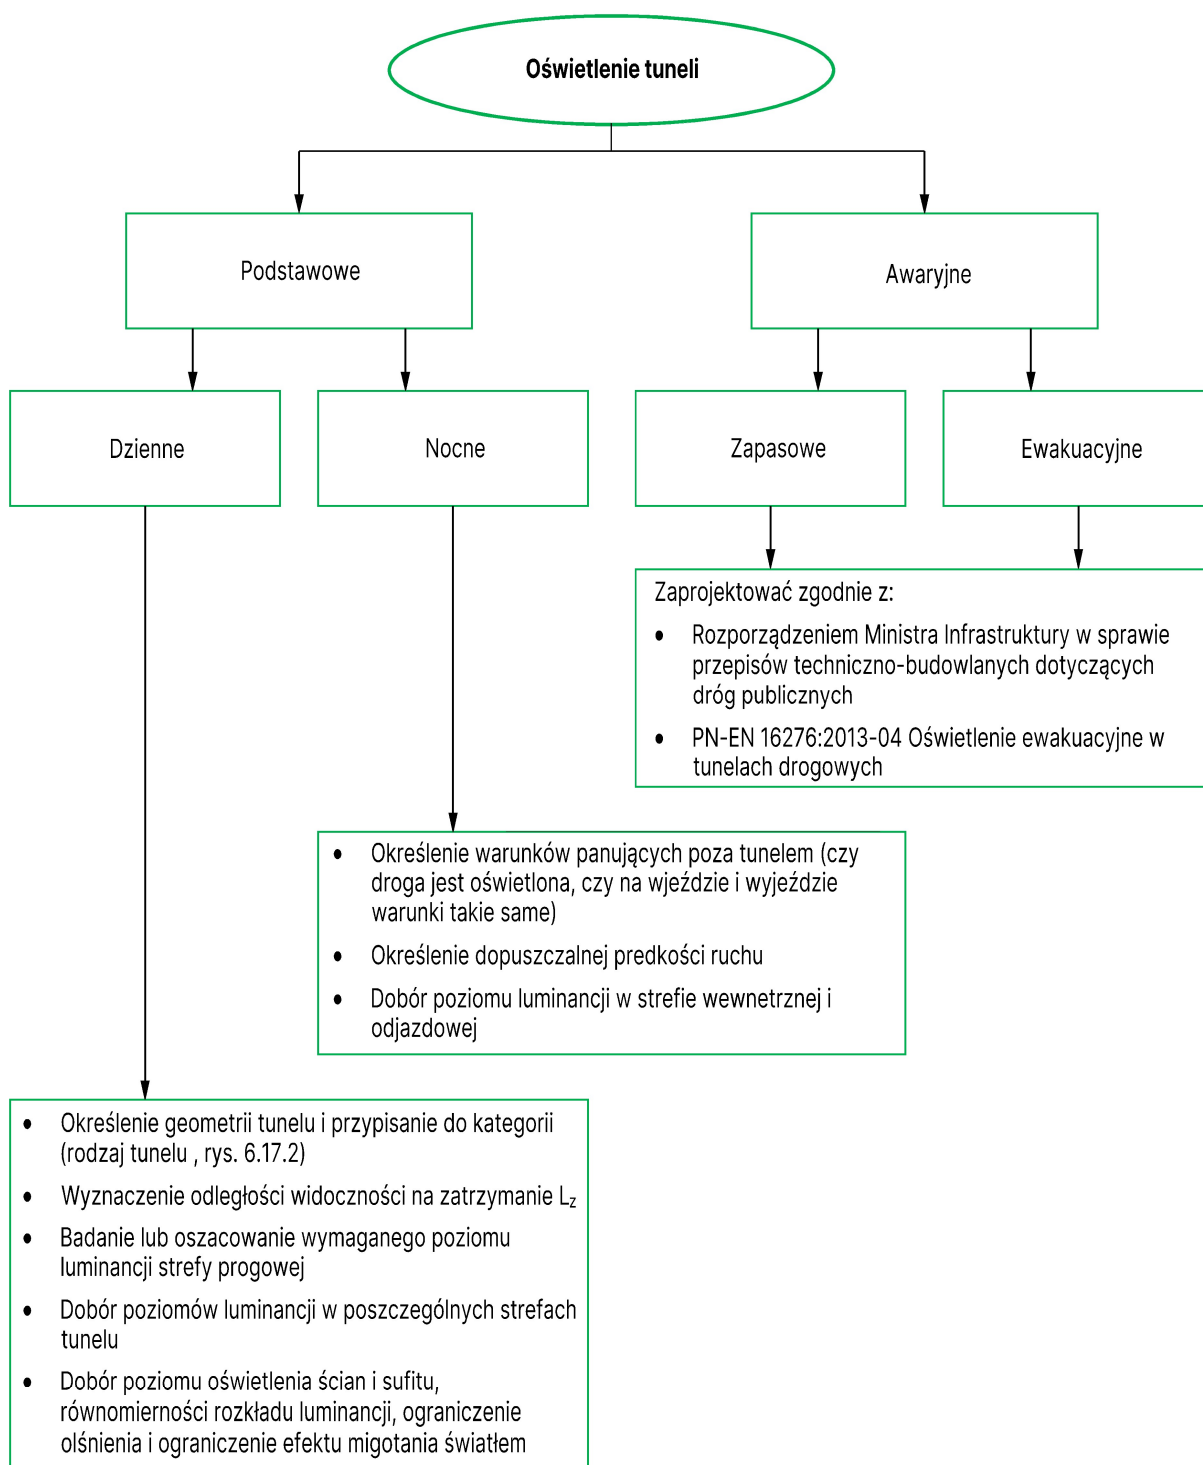 Oświetlenie tuneli
Podstawowe
Awaryjne
Dzienne
Nocne
Zapasowe
Ewakuacyjne
Zaprojektować zgodnie z:
• Rozporządzeniem Ministra Infrastruktury w sprawie
przepisów techniczno-budowlanych dotyczących
dróg publicznych
• PN-EN 16276:2013-04 Oświetlenie ewakuacyjne w
tunelach drogowych
• Określenie warunków panujących poza tunelem (czy
droga jest oświetlona, czy na wjeździe i wyjeździe
warunki takie same)
• Określenie dopuszczalnej predkości ruchu
• Dobór poziomu luminancji w strefie wewnetrznej i
odjazdowej
• Określenie geometrii tunelu i przypisanie do kategorii
(rodzaj tunelu , rys. 6.17.2)
• Wyznaczenie odległości widoczności na zatrzymanie Lz
• Badanie lub oszacowanie wymaganego poziomu
luminancji strefy progowej
• Dobór poziomów luminancji w poszczególnych strefach
tunelu
• Dobór poziomu oświetlenia ścian i sufitu,
równomierności rozkładu luminancji, ograniczenie
olśnienia i ograniczenie efektu migotania światłem